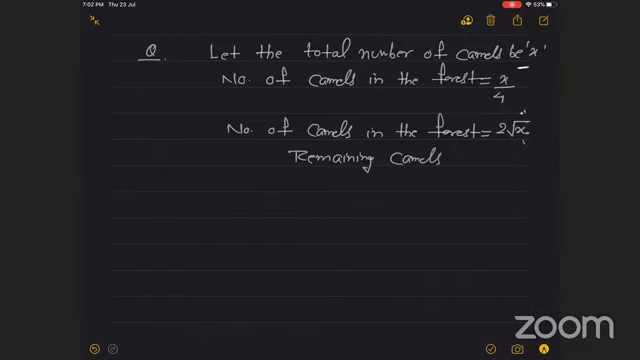 7:02 PM Thu 23 Jul
53%
Q. Let the total number of camels be 'x'
No. of camels in the forest = x/4
No. of camels in the forest = 2√x
Remaining camels
zoom